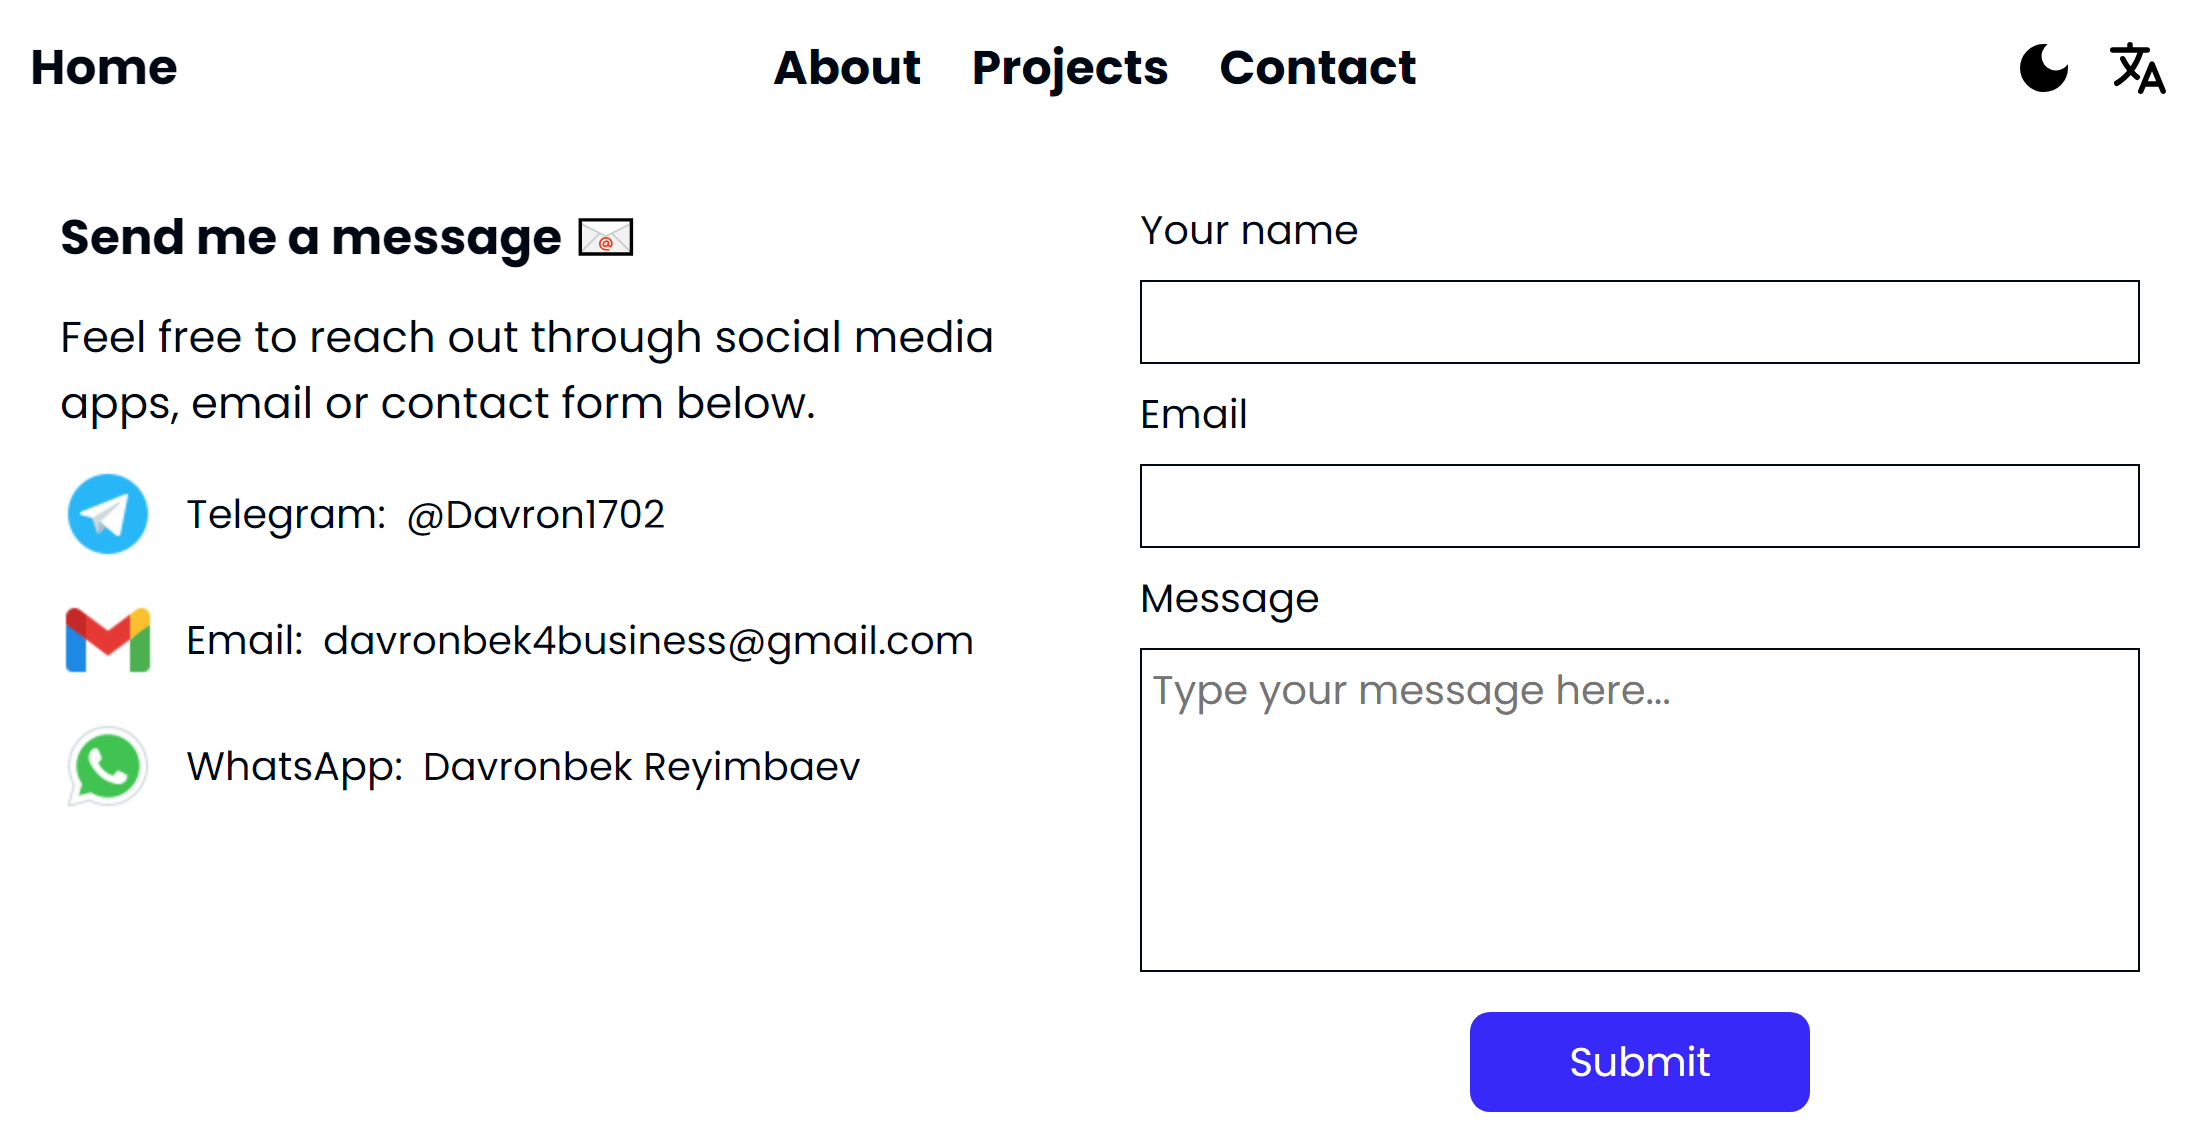 Home
About
Projects
Contact
Send me a message
Feel free to reach out through social media
apps, email or contact form below.
Telegram: @Davron1702
Email: davronbek4business@gmail.com
WhatsApp: Davronbek Reyimbaev
Your name
Email
Message
Type your message here...
Submit